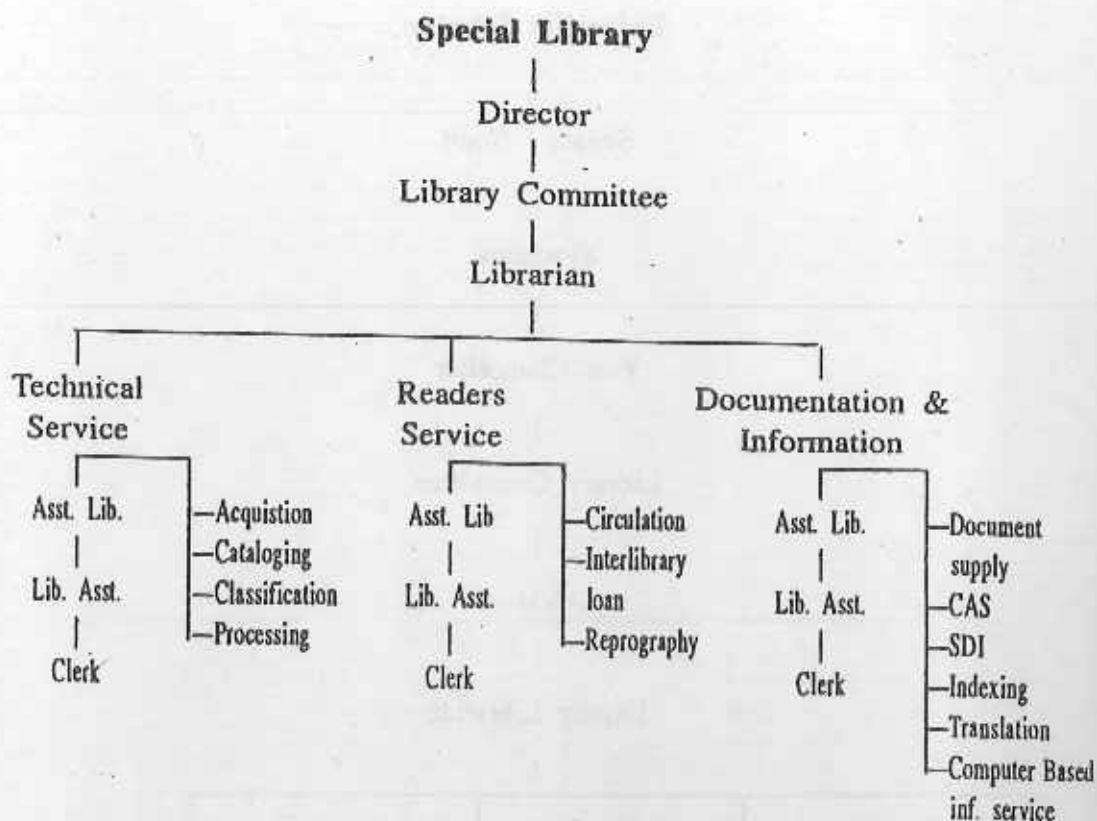 Special Library
Director
Library Committee
Librarian
Technical
Service
Asst. Lib.
Lib. Asst.
Clerk
Acquistion
Cataloging
Classification
Processing
Readers
Service
Asst. Lib
Lib. Asst.
Clerk
Circulation
Interlibrary
loan
Reprography
Documentation &
Information
Asst. Lib.
Lib. Asst.
Clerk
Document
supply
CAS
SDI
Indexing
Translation
Computer Based
inf. service